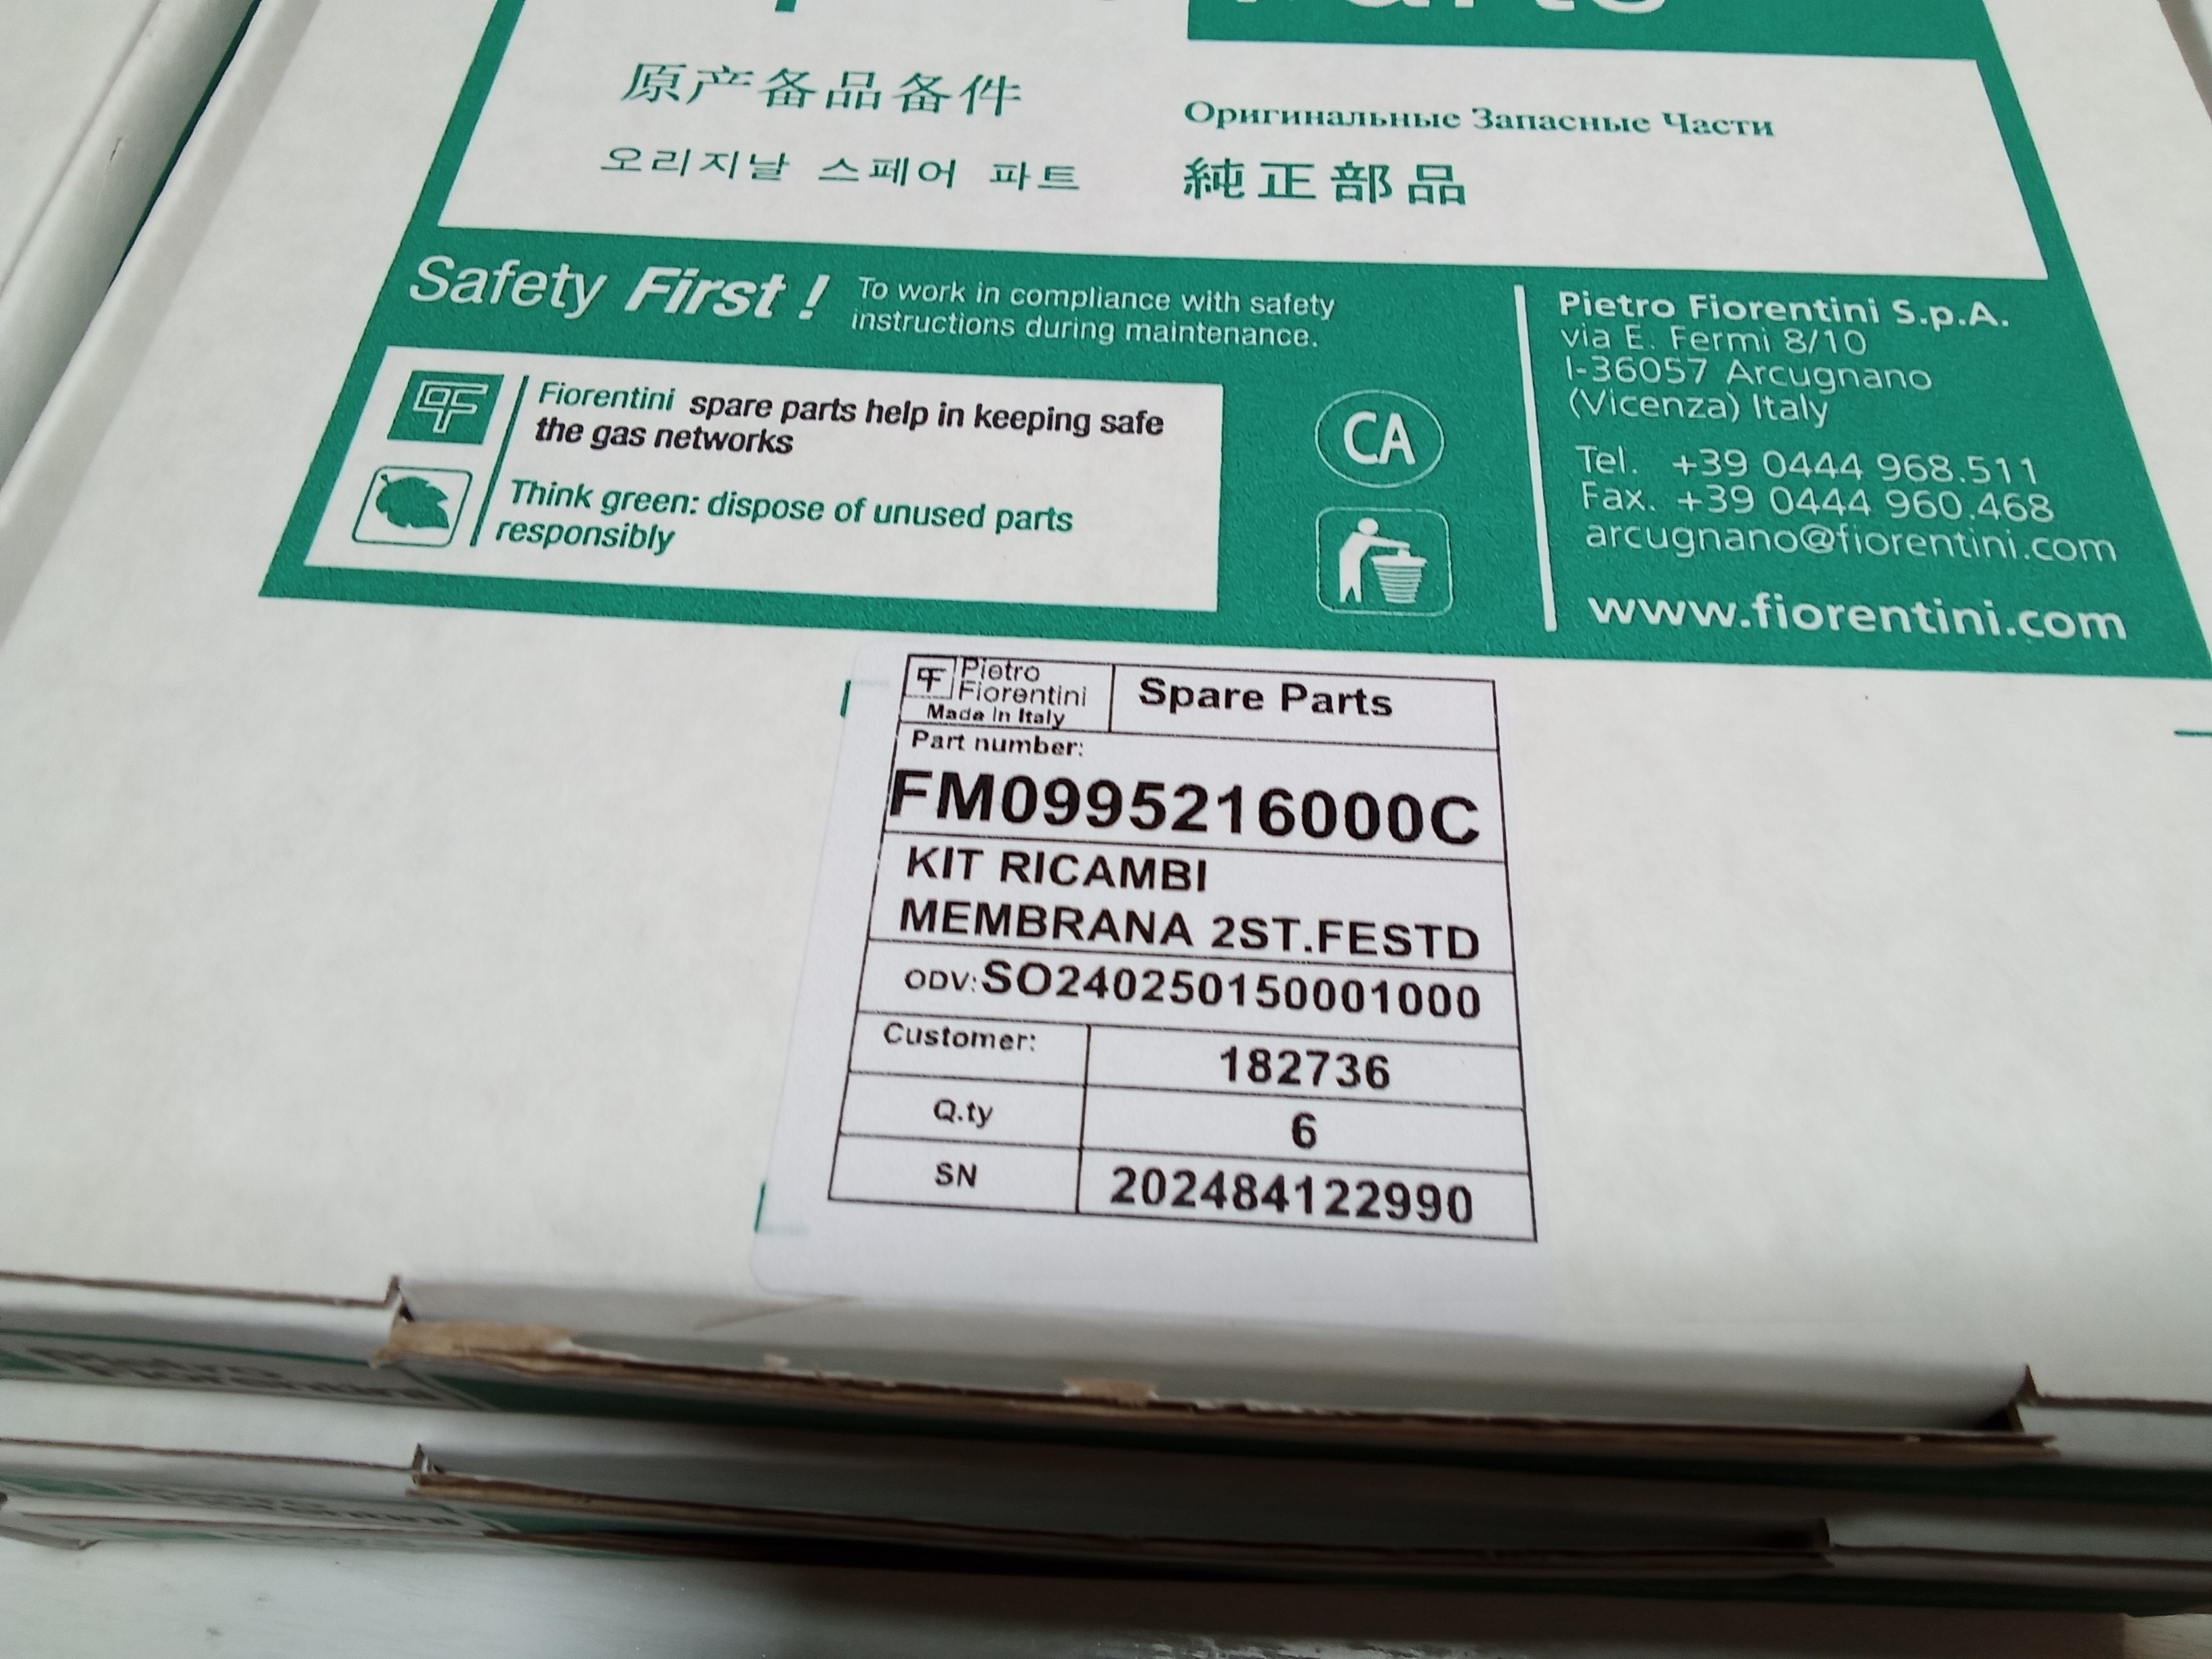 Parts
原产备品备件
오리지날 스페어 파트
Оригинальные Запасные Части
純正部品
Safety First !
To work in compliance with safety
instructions during maintenance.
Fiorentini spare parts help in keeping safe
the gas networks
Think green: dispose of unused parts
responsibly
CA
Pietro Fiorentini S.p.A.
via E. Fermi 8/10
I-36057 Arcugnano
(Vicenza) Italy
Tel. +39 0444 968.511
Fax. +39 0444 960.468
arcugnano@fiorentini.com
www.fiorentini.com
Pietro
Fiorentini
Made in Italy
Spare Parts
Part number:
FM0995216000C
KIT RICAMBI
MEMBRANA 2ST.FESTD
ODV:SO240250150001000
Customer: 182736
Q.ty 6
SN 202484122990